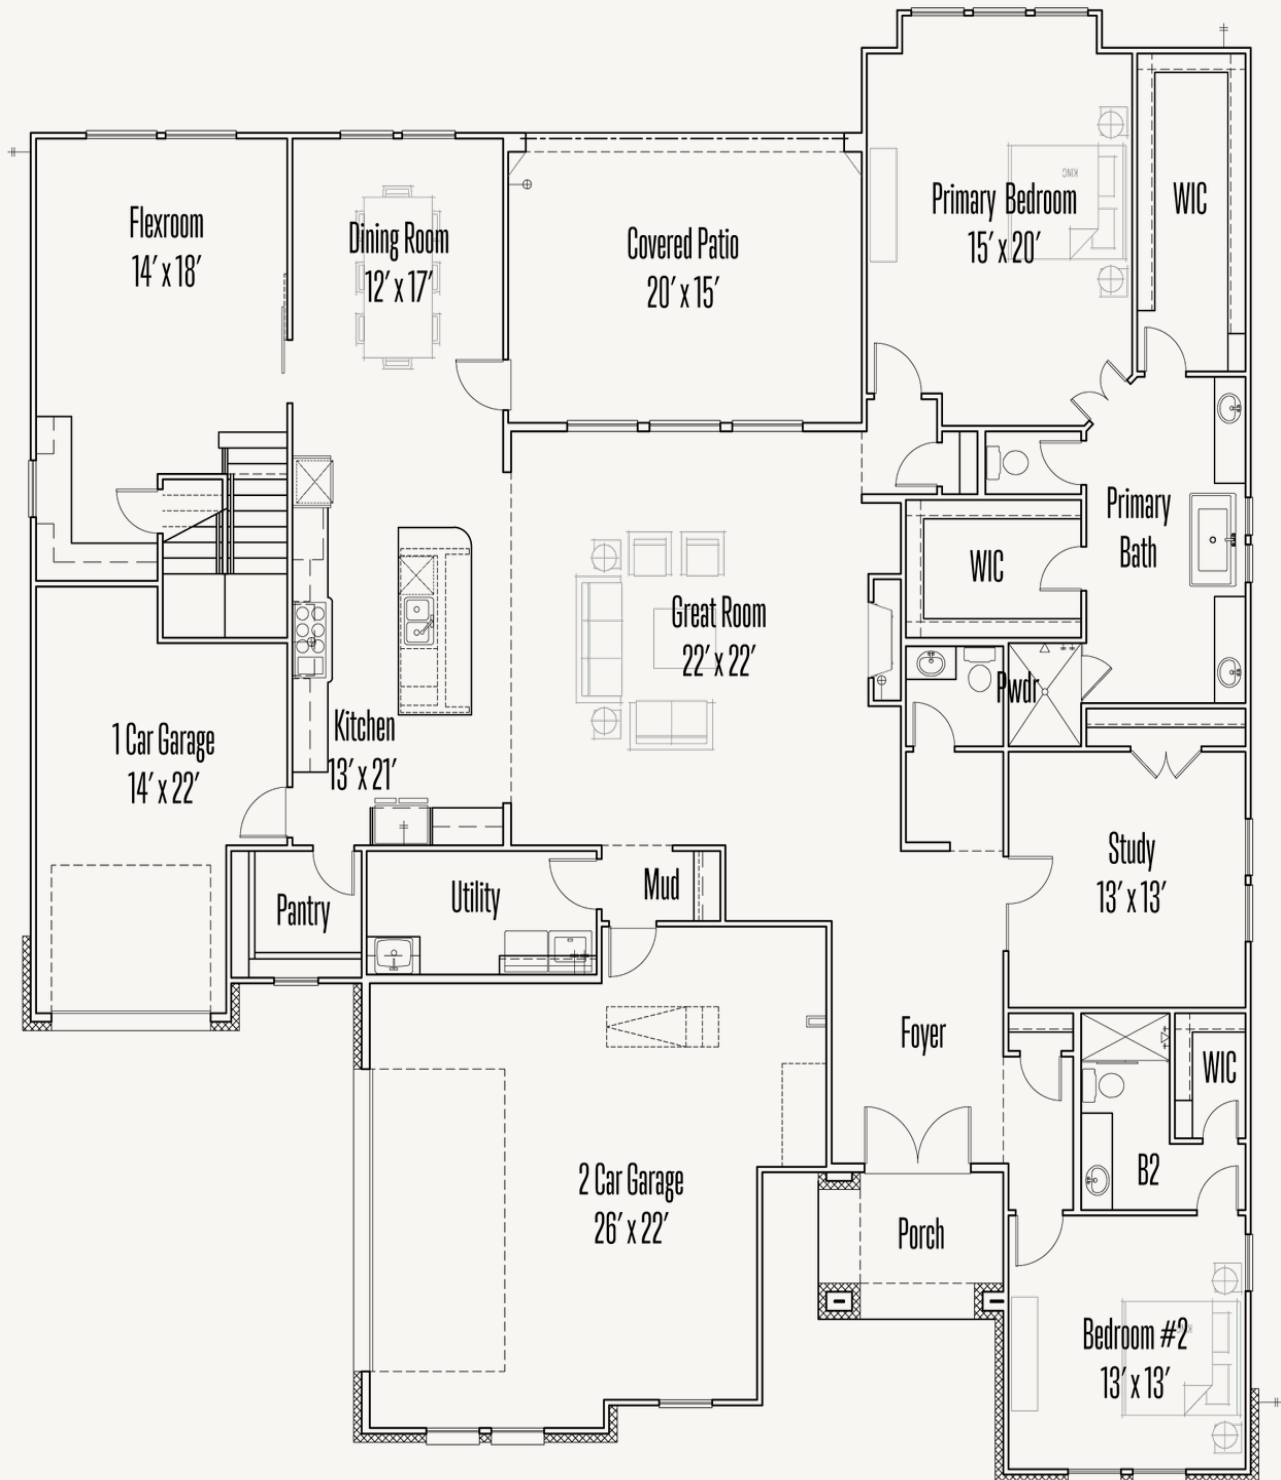 Flexroom
14' x 18'
Dining Room
12' x 17'
Covered Patio
20' x 15'
Primary Bedroom
15' x 20'
KING
WIC
Primary
Bath
WIC
Great Room
22' x 22'
Pwdr
Kitchen
13' x 21'
1 Car Garage
14' x 22'
Pantry
Utility
Mud
Study
13' x 13'
Foyer
WIC
B2
2 Car Garage
26' x 22'
Porch
Bedroom #2
13' x 13'